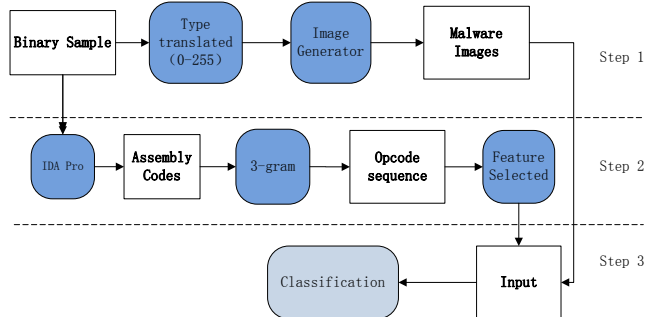 Binary Sample
Type
translated
（0-255）
Image
Generator
Malware
Images
Step 1
IDA Pro
Assembly
Codes
3-gram
Opcode
sequence
Feature
Selected
Step 2
Classification
Input
Step 3